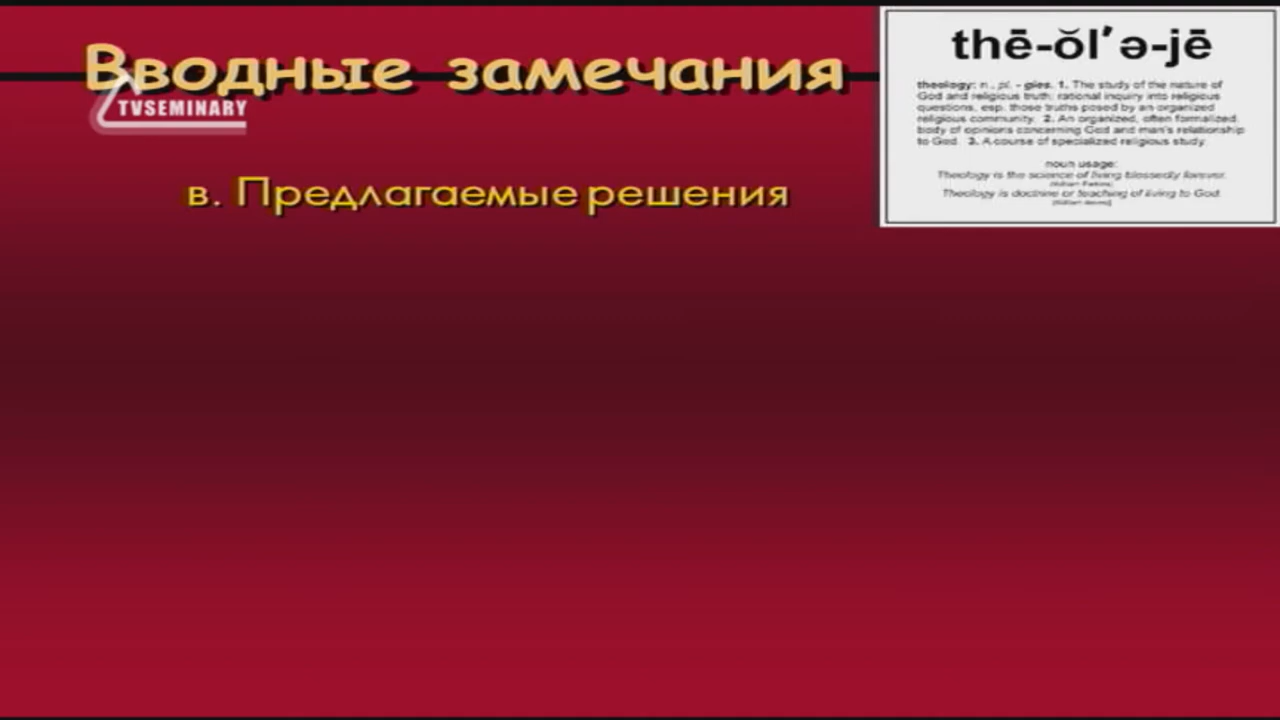 Вводные замечания
TVSEMINARY
в. Предлагаемые решения
thē-ŏl′ə-jē
theology: n., pl. - gies. 1. The study of the nature of
God and religious truth; rational inquiry into religious
questions, esp. those truths posed by an organized
religious community. 2. An organized, often formalized
body of opinions concerning God and man's relationship
to God. 3. A course of specialized religious study.
noun usage:
Theology is the science of living blessedly forever.
Theology is doctrine or teaching of living to God.